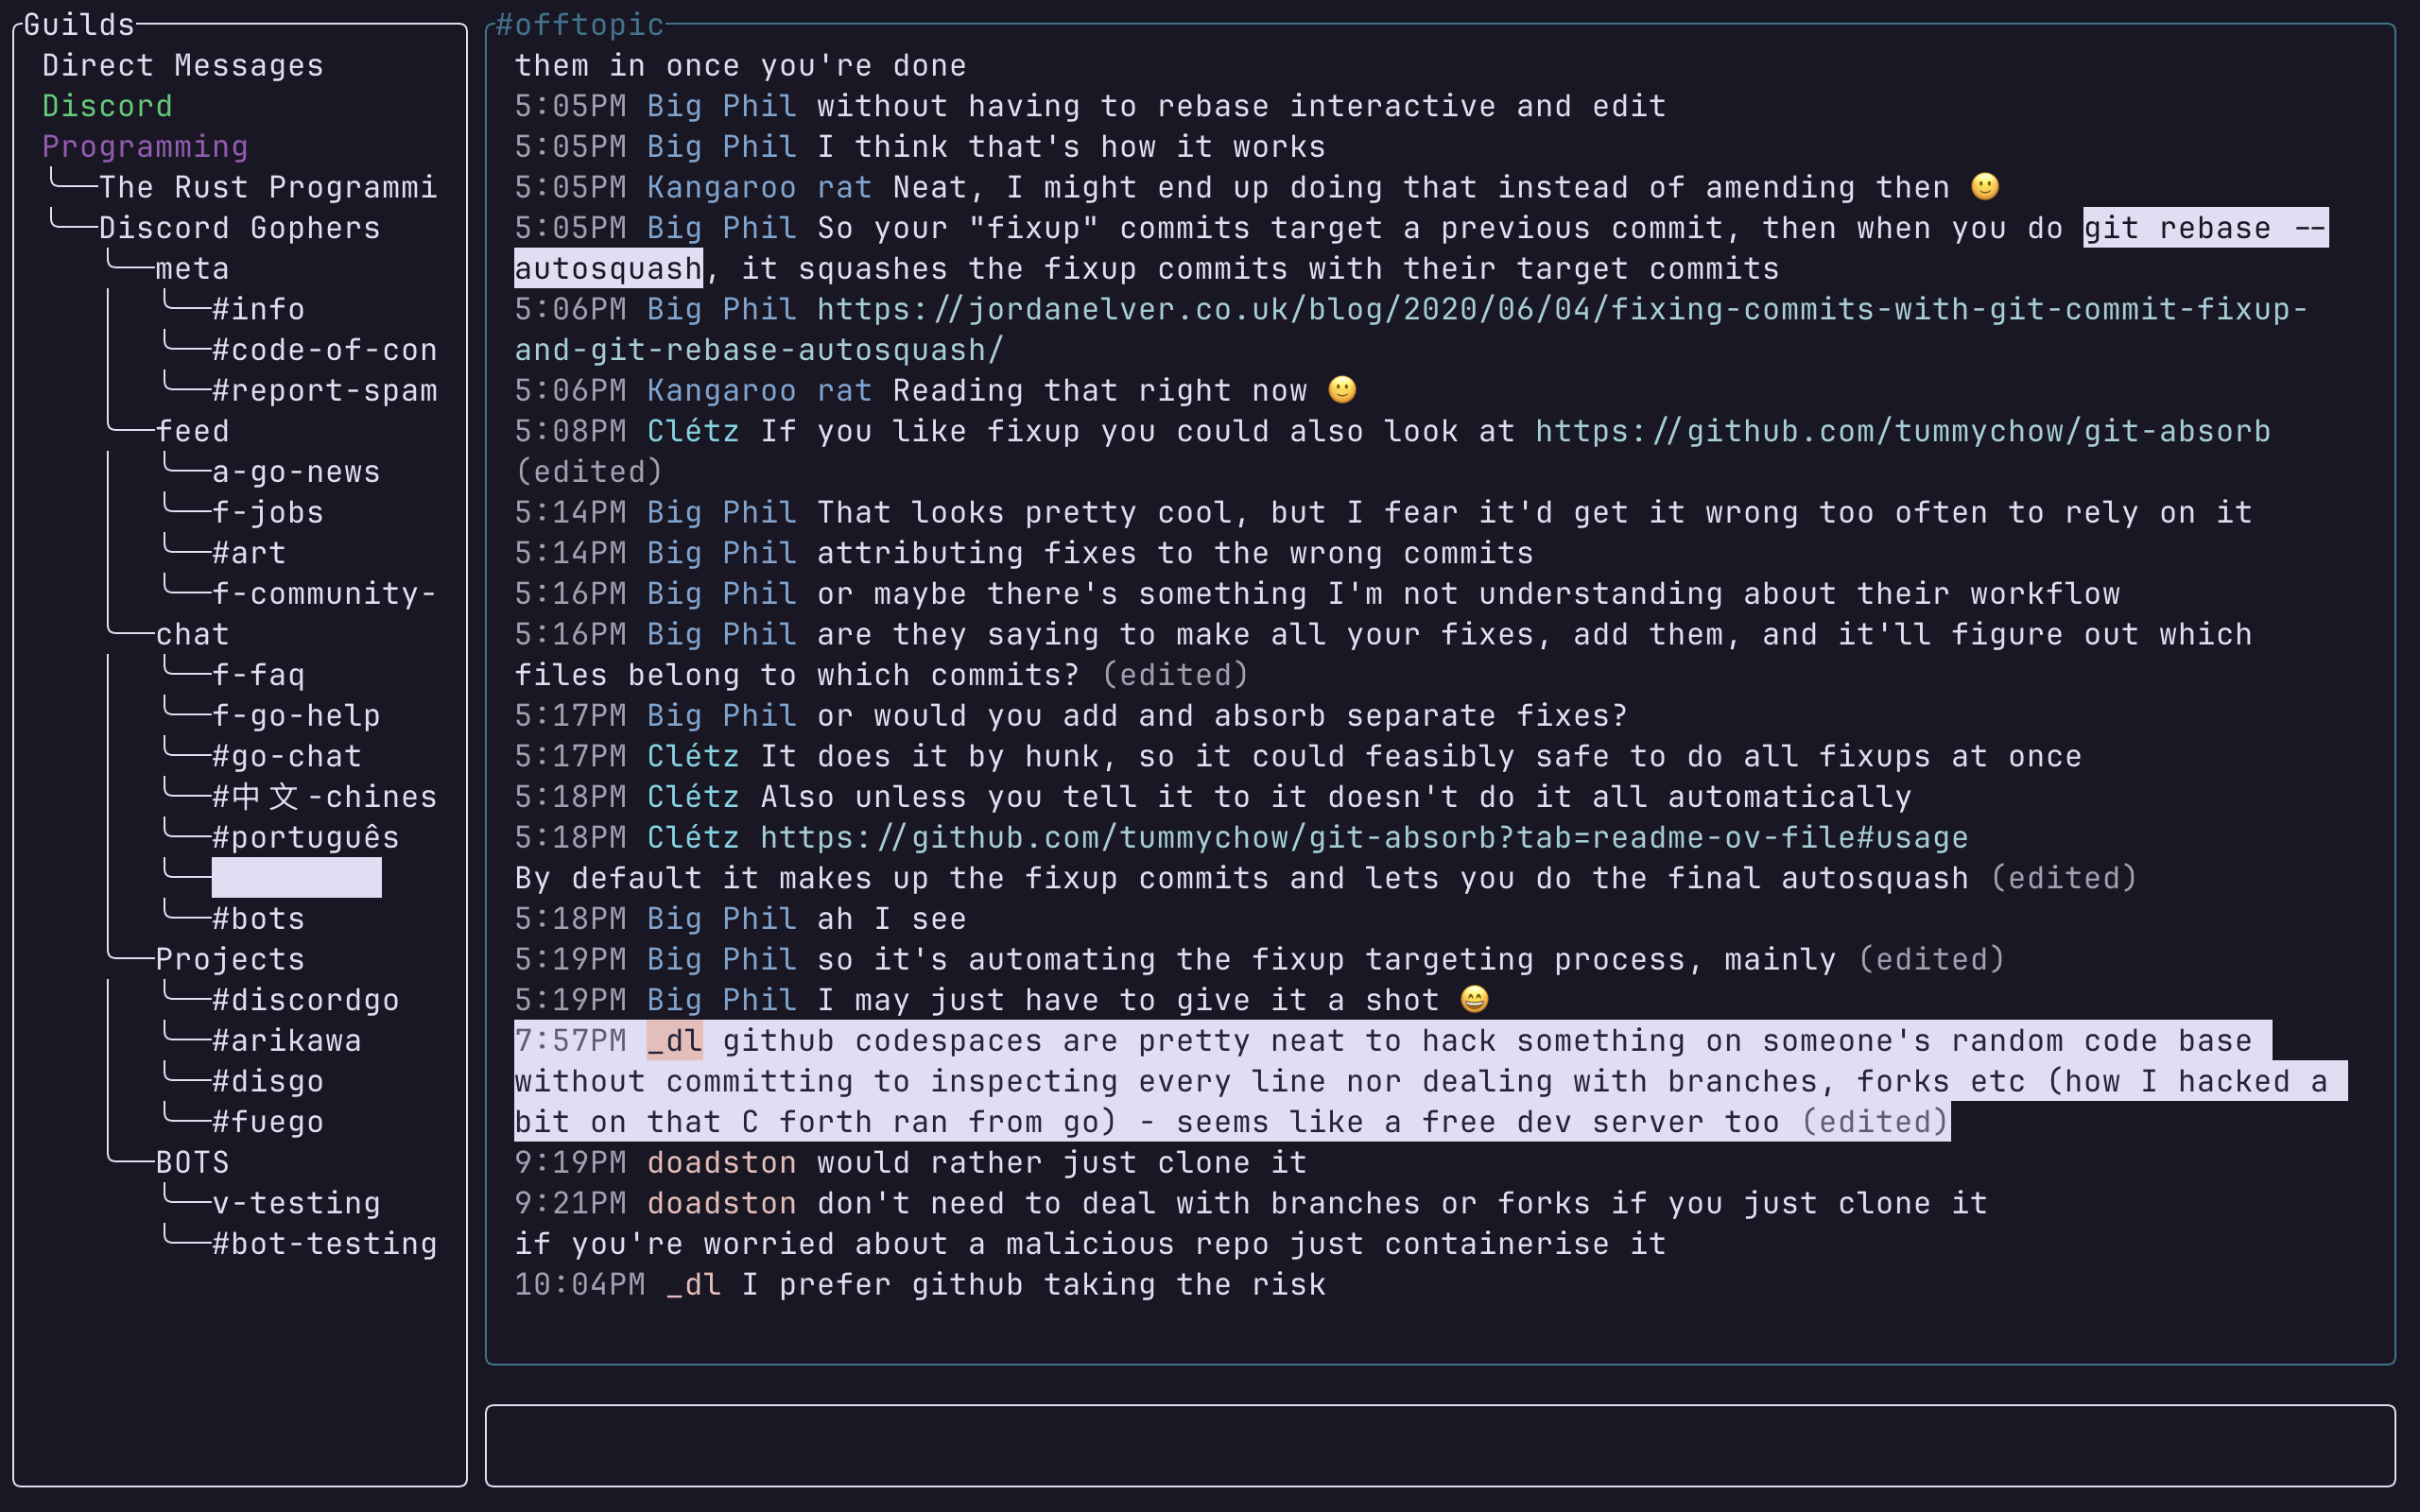 Guilds
Direct Messages
Discord
Programming
The Rust Programmi
Discord Gophers
meta
#info
#code-of-con
#report-spam
feed
a-go-news
f-jobs
#art
f-community-
chat
f-faq
f-go-help
#go-chat
#中文-chines
#português
#bots
Projects
#discordgo
#arikawa
#disgo
#fuego
BOTS
v-testing
#bot-testing
#offtopic
them in once you're done
5:05PM Big Phil without having to rebase interactive and edit
5:05PM Big Phil I think that's how it works
5:05PM Kangaroo rat Neat, I might end up doing that instead of amending then 🙂
5:05PM Big Phil So your "fixup" commits target a previous commit, then when you do git rebase --
autosquash, it squashes the fixup commits with their target commits
5:06PM Big Phil https://jordanelver.co.uk/blog/2020/06/04/fixing-commits-with-git-commit-fixup-
and-git-rebase-autosquash/
5:06PM Kangaroo rat Reading that right now 🙂
5:08PM Clétz If you like fixup you could also look at https://github.com/tummychow/git-absorb
(edited)
5:14PM Big Phil That looks pretty cool, but I fear it'd get it wrong too often to rely on it
5:14PM Big Phil attributing fixes to the wrong commits
5:16PM Big Phil or maybe there's something I'm not understanding about their workflow
5:16PM Big Phil are they saying to make all your fixes, add them, and it'll figure out which
files belong to which commits? (edited)
5:17PM Big Phil or would you add and absorb separate fixes?
5:17PM Clétz It does it by hunk, so it could feasibly safe to do all fixups at once
5:18PM Clétz Also unless you tell it to it doesn't do it all automatically
5:18PM Clétz https://github.com/tummychow/git-absorb?tab=readme-ov-file#usage
By default it makes up the fixup commits and lets you do the final autosquash (edited)
5:18PM Big Phil ah I see
5:19PM Big Phil so it's automating the fixup targeting process, mainly (edited)
5:19PM Big Phil I may just have to give it a shot 😄
7:57PM _dl github codespaces are pretty neat to hack something on someone's random code base
without committing to inspecting every line nor dealing with branches, forks etc (how I hacked a
bit on that C forth ran from go) - seems like a free dev server too (edited)
9:19PM doadston would rather just clone it
9:21PM doadston don't need to deal with branches or forks if you just clone it
if you're worried about a malicious repo just containerise it
10:04PM _dl I prefer github taking the risk